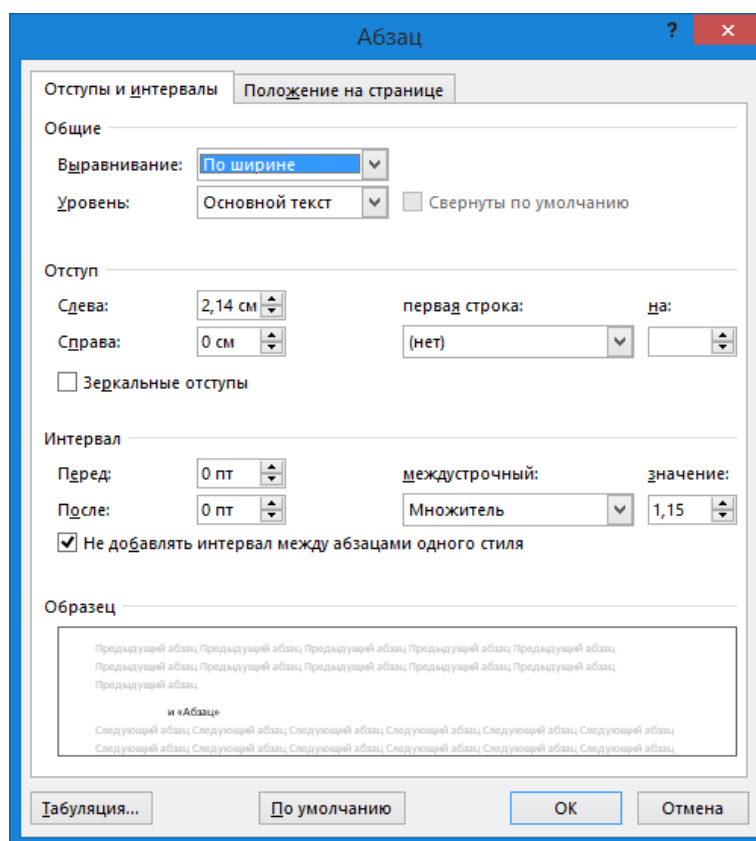 Абзац
?
Отступы и интервалы Положение на странице
Общие
Выравнивание: По ширине
Уровень: Основной текст Свернуты по умолчанию
Отступ
Слева: 2,14 см первая строка: на:
Справа: 0 см (нет)
Зеркальные отступы
Интервал
Перед: 0 пт междустрочный: значение:
После: 0 пт Множитель 1,15
Не добавлять интервал между абзацами одного стиля
Образец
Предыдущий абзац Предыдущий абзац Предыдущий абзац Предыдущий абзац Предыдущий абзац
Предыдущий абзац Предыдущий абзац Предыдущий абзац Предыдущий абзац Предыдущий абзац
Предыдущий абзац
и «Абзац»
Следующий абзац Следующий абзац Следующий абзац Следующий абзац Следующий абзац Следующий абзац
Следующий абзац Следующий абзац Следующий абзац Следующий абзац Следующий абзац Следующий абзац
Табуляция... По умолчанию ОК Отмена